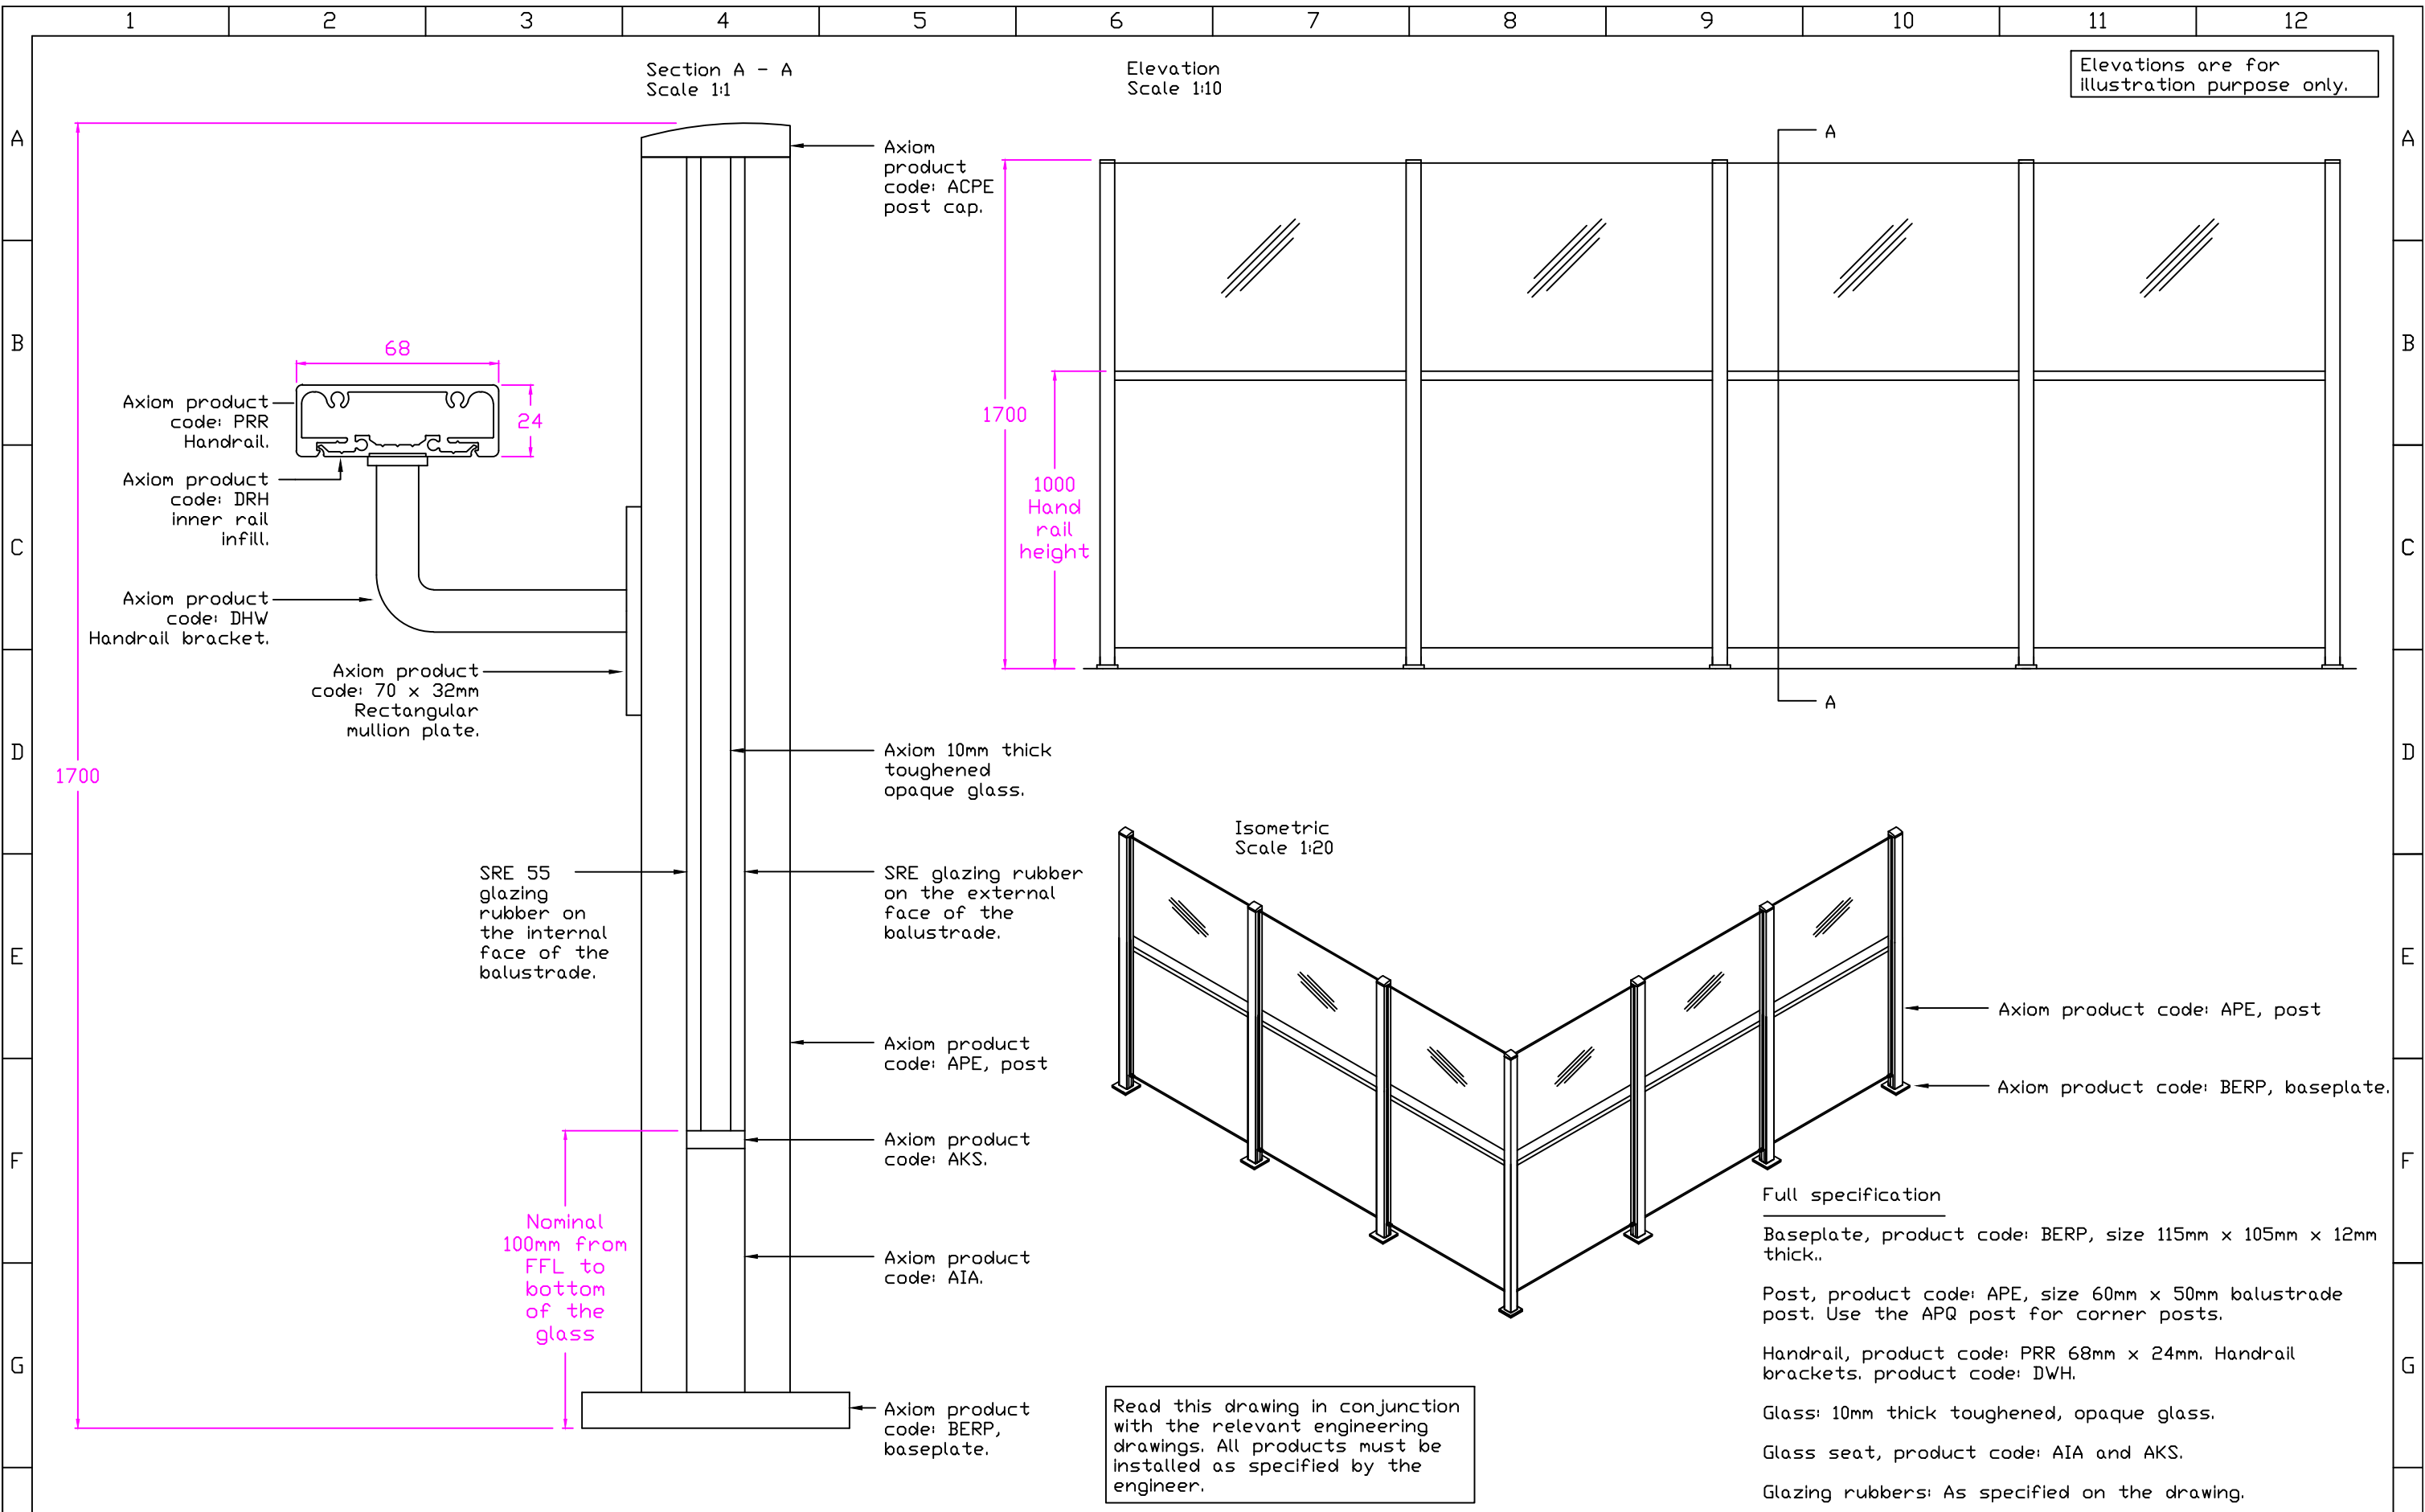 1 2 3 4 5 6 7 8 9 10 11 12
Section A - A
Scale 1:1
Elevation
Scale 1:10
Elevations are for
illustration purpose only.
A
A
B
B
C
C
D
D
E
E
F
F
G
G
1700
Axiom
product
code: ACPE
post cap.
68
24
Axiom product
code: PRR
Handrail.
Axiom product
code: DRH
inner rail
infill.
Axiom product
code: DHW
Handrail bracket.
Axiom product
code: 70 x 32mm
Rectangular
mullion plate.
Axiom 10mm thick
toughened
opaque glass.
SRE 55
glazing
rubber on
the internal
face of the
balustrade.
SRE glazing rubber
on the external
face of the
balustrade.
Axiom product
code: APE, post
Axiom product
code: AKS.
Nominal
100mm from
FFL to
bottom
of the
glass
Axiom product
code: AIA.
Axiom product
code: BERP,
baseplate.
A
1700
1000
Hand
rail
height
A
Isometric
Scale 1:20
Axiom product code: APE, post
Axiom product code: BERP, baseplate.
Read this drawing in conjunction
with the relevant engineering
drawings. All products must be
installed as specified by the
engineer.
Full specification
Baseplate, product code: BERP, size 115mm x 105mm x 12mm
thick..
Post, product code: APE, size 60mm x 50mm balustrade
post. Use the APQ post for corner posts.
Handrail, product code: PRR 68mm x 24mm. Handrail
brackets. product code: DWH.
Glass: 10mm thick toughened, opaque glass.
Glass seat, product code: AIA and AKS.
Glazing rubbers: As specified on the drawing.